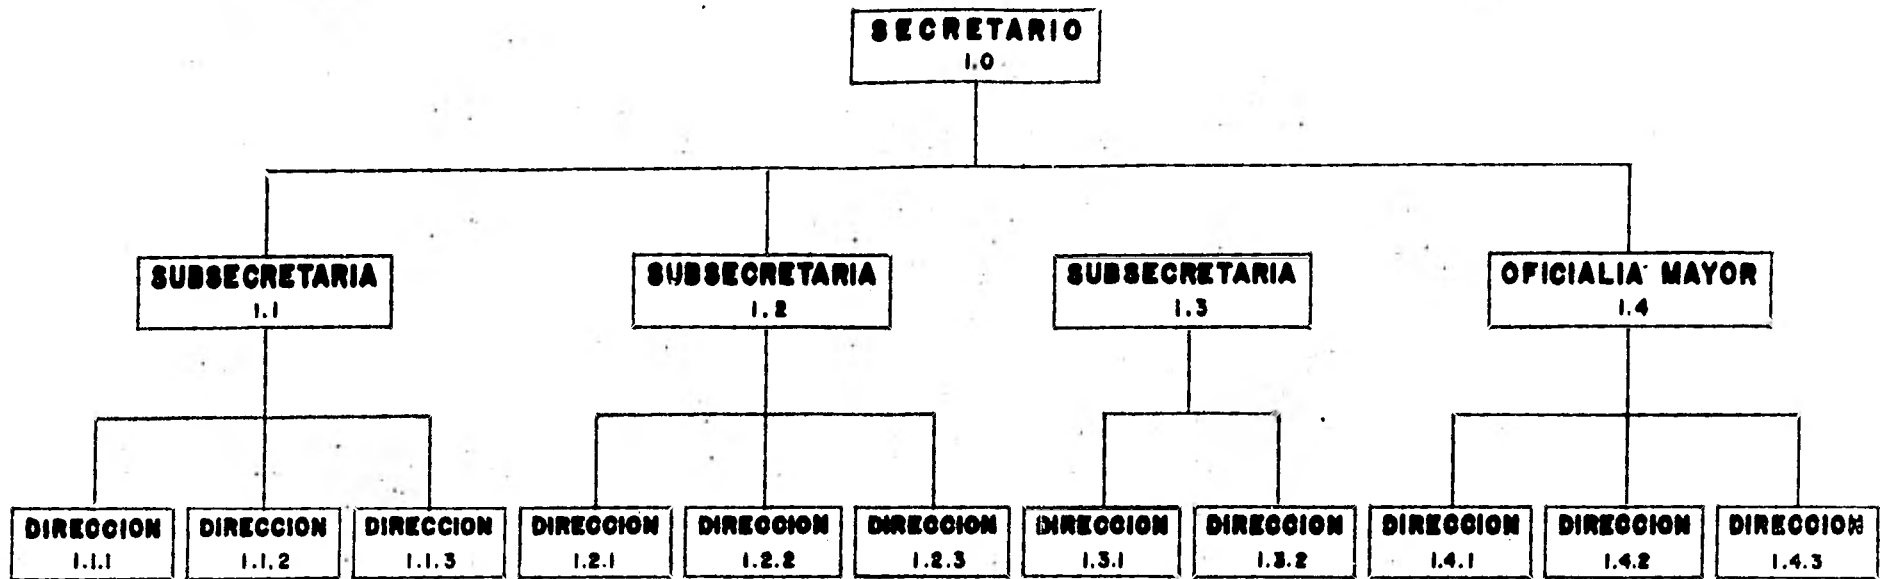 SECRETARIO
1.0
SUBSECRETARIA
1.1
SUBSECRETARIA
1.2
SUBSECRETARIA
1.3
OFICIALIA MAYOR
1.4
DIRECCION
1.1.1
DIRECCION
1.1.2
DIRECCION
1.1.3
DIRECCION
1.2.1
DIRECCION
1.2.2
DIRECCION
1.2.3
DIRECCION
1.3.1
DIRECCION
1.3.2
DIRECCION
1.4.1
DIRECCION
1.4.2
DIRECCION
1.4.3